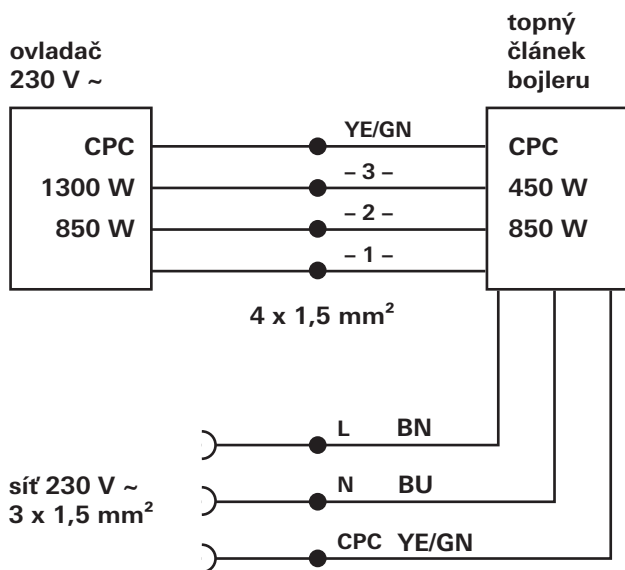 ovladač
230 V ~
topný
článek
bojleru
CPC
1300 W
850 W
YE/GN
– 3 –
– 2 –
– 1 –
CPC
450 W
850 W
4 x 1,5 mm²
síť 230 V ~
3 x 1,5 mm²
L BN
N BU
CPC YE/GN